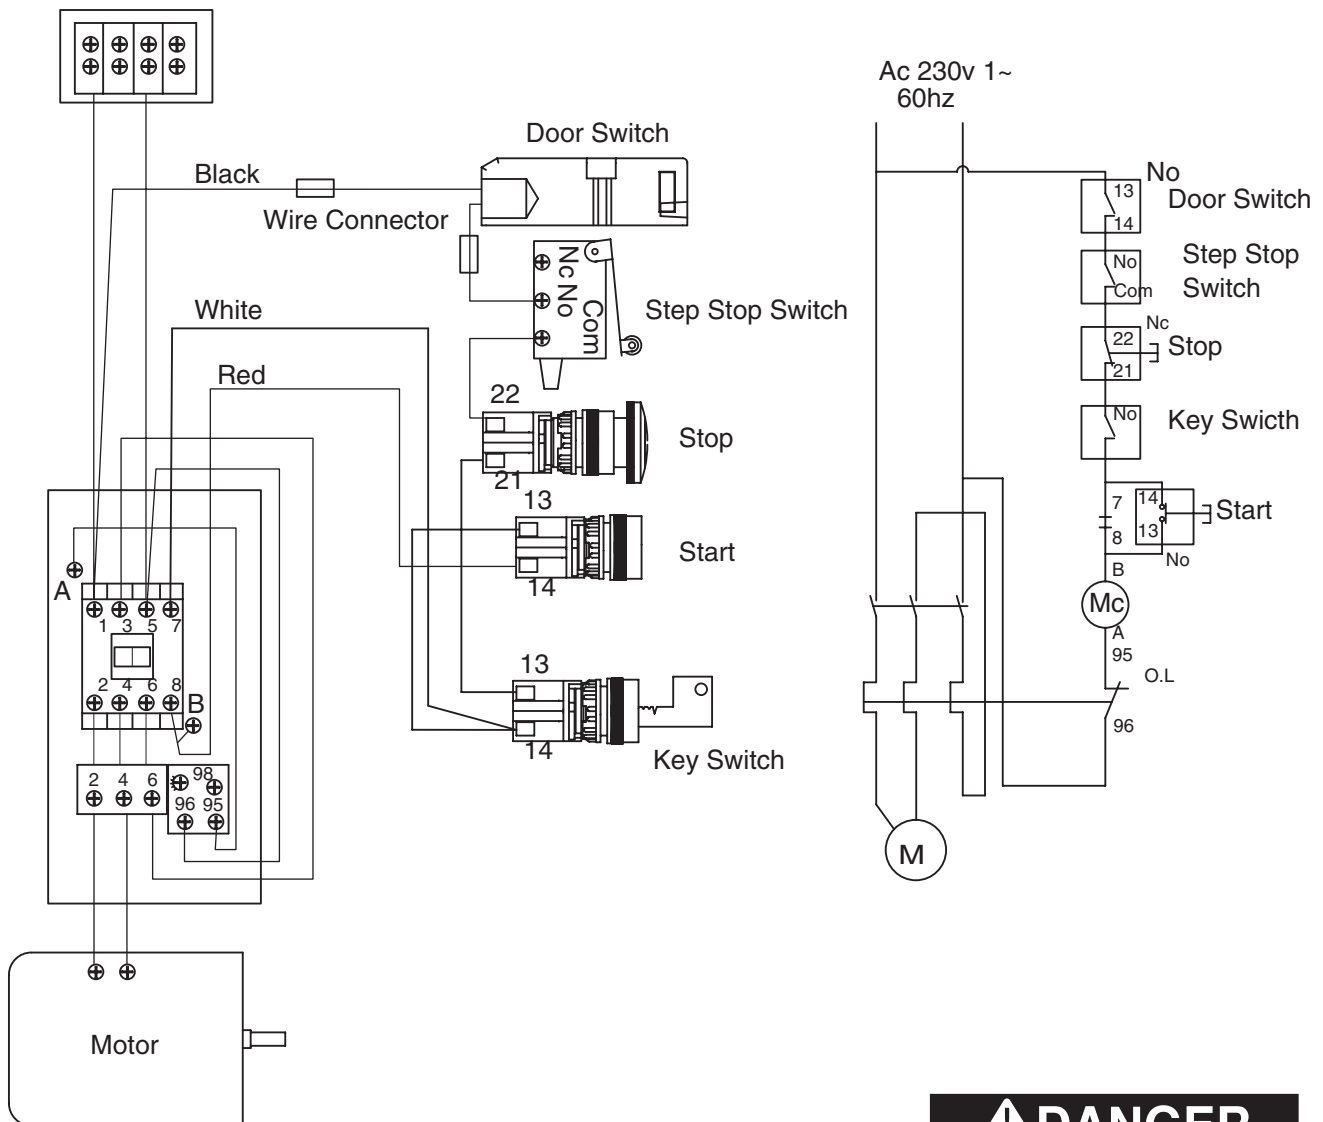 Ac 230v 1~
60hz
Door Switch
Black
Wire Connector
Nc No
Com
Step Stop Switch
White
Red
22
21
Stop
13
14
Start
13
14
Key Switch
A
1 3 5 7
2 4 6 8
B
2 4 6
98
96 95
Motor
No
13
14
Door Switch
No
Com
Step Stop
Switch
Nc
22
21
Stop
No
Key Swicth
7
8
14
13
Start
No
B
Mc
A
95
O.L
96
M
DANGER